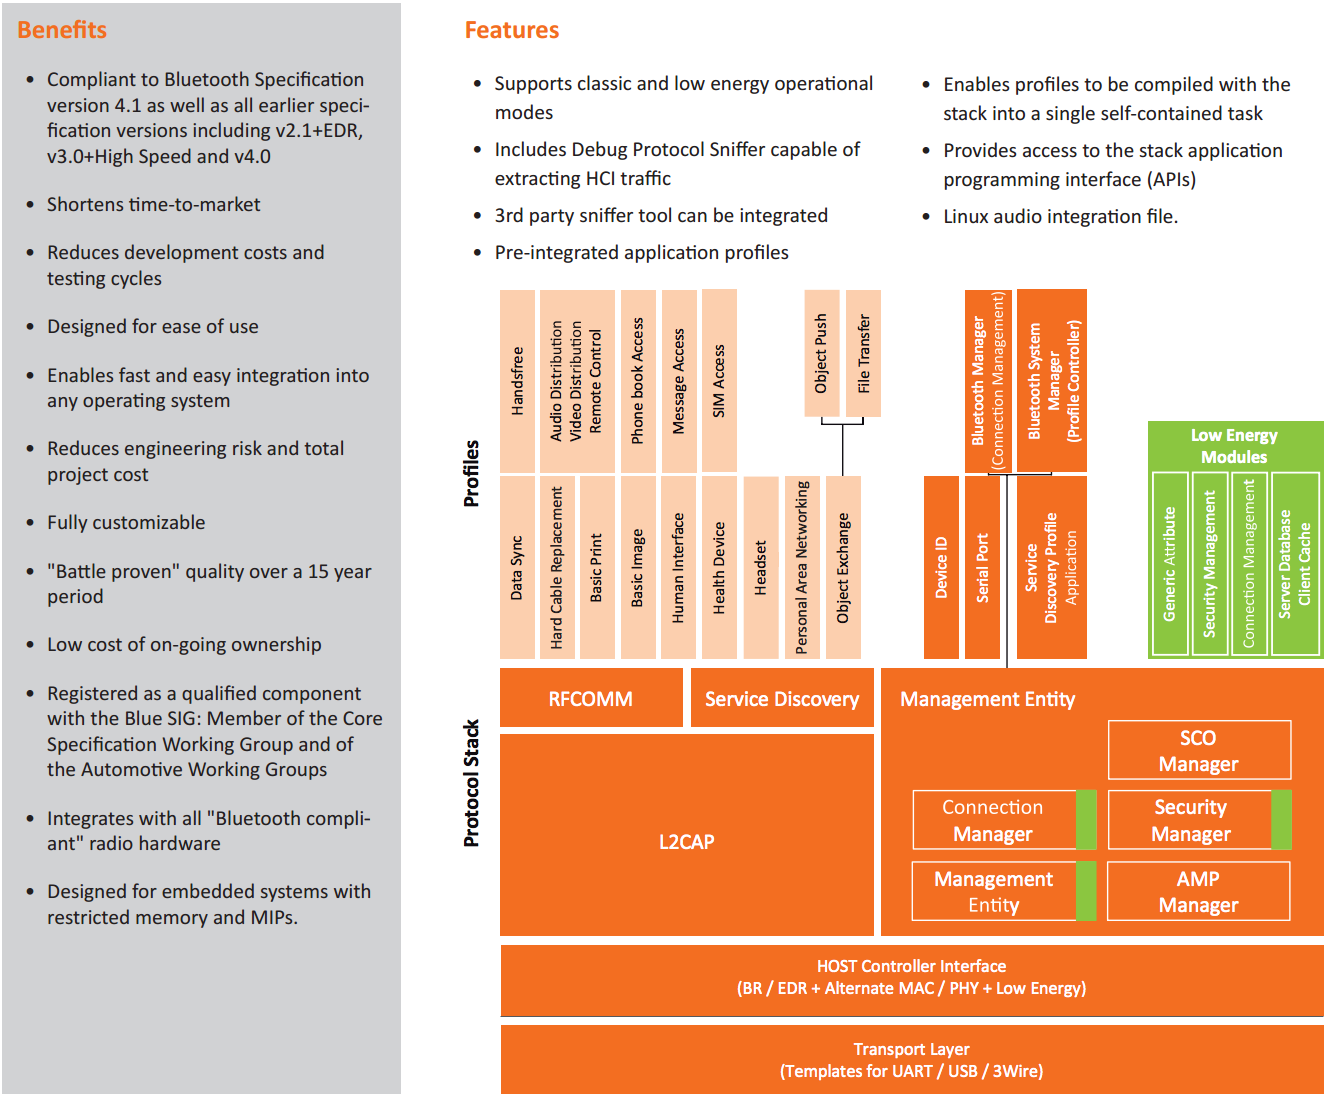 Benefits
• Compliant to Bluetooth Specification
version 4.1 as well as all earlier speci-
fication versions including v2.1+EDR,
v3.0+High Speed and v4.0
• Shortens time-to-market
• Reduces development costs and
testing cycles
• Designed for ease of use
• Enables fast and easy integration into
any operating system
• Reduces engineering risk and total
project cost
• Fully customizable
• "Battle proven" quality over a 15 year
period
• Low cost of on-going ownership
• Registered as a qualified component
with the Blue SIG: Member of the Core
Specification Working Group and of
the Automotive Working Groups
• Integrates with all "Bluetooth compli-
ant" radio hardware
• Designed for embedded systems with
restricted memory and MIPs.
Features
• Supports classic and low energy operational
modes
• Includes Debug Protocol Sniffer capable of
extracting HCI traffic
• 3rd party sniffer tool can be integrated
• Pre-integrated application profiles
• Enables profiles to be compiled with the
stack into a single self-contained task
• Provides access to the stack application
programming interface (APIs)
• Linux audio integration file.
Profiles
Handsfree
Audio Distribution
Video Distribution
Remote Control
Phone book Access
Message Access
SIM Access
Object Push
File Transfer
Bluetooth Manager
(Connection Management)
Bluetooth System
Manager
(Profile Controller)
Data Sync
Hard Cable Replacement
Basic Print
Basic Image
Human Interface
Health Device
Headset
Personal Area Networking
Object Exchange
Device ID
Serial Port
Service
Discovery Profile
Application
Low Energy
Modules
Generic Attribute
Security Management
Connection Management
Server Database
Client Cache
Protocol Stack
RFCOMM
Service Discovery
L2CAP
Management Entity
SCO
Manager
Connection
Manager
Security
Manager
Management
Entity
AMP
Manager
HOST Controller Interface
(BR / EDR + Alternate MAC / PHY + Low Energy)
Transport Layer
(Templates for UART / USB / 3Wire)